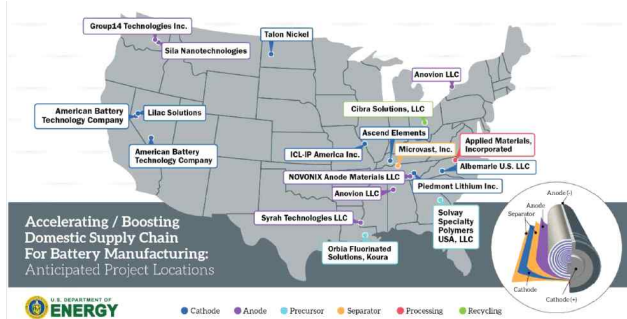 Group14 Technologies Inc.
Sila Nanotechnologies
Talon Nickel
Anovion LLC
Cibra Solutions, LLC
American Battery
Technology Company
Lilac Solutions
Ascend Elements
Microvast, Inc.
Applied Materials,
Incorporated
American Battery
Technology Company
ICL-IP America Inc.
Albemarle U.S. LLC
NOVONIX Anode Materials LLC
Piedmont Lithium Inc.
Anovion LLC
Syrah Technologies LLC
Solvay
Specialty
Polymers
USA, LLC
Orbia Fluorinated
Solutions, Koura
Accelerating / Boosting
Domestic Supply Chain
For Battery Manufacturing:
Anticipated Project Locations
Anode (-)
Anode
Separator
Cathode
Cathode (+)
U.S. DEPARTMENT OF
ENERGY
Cathode
Anode
Precursor
Separator
Processing
Recycling